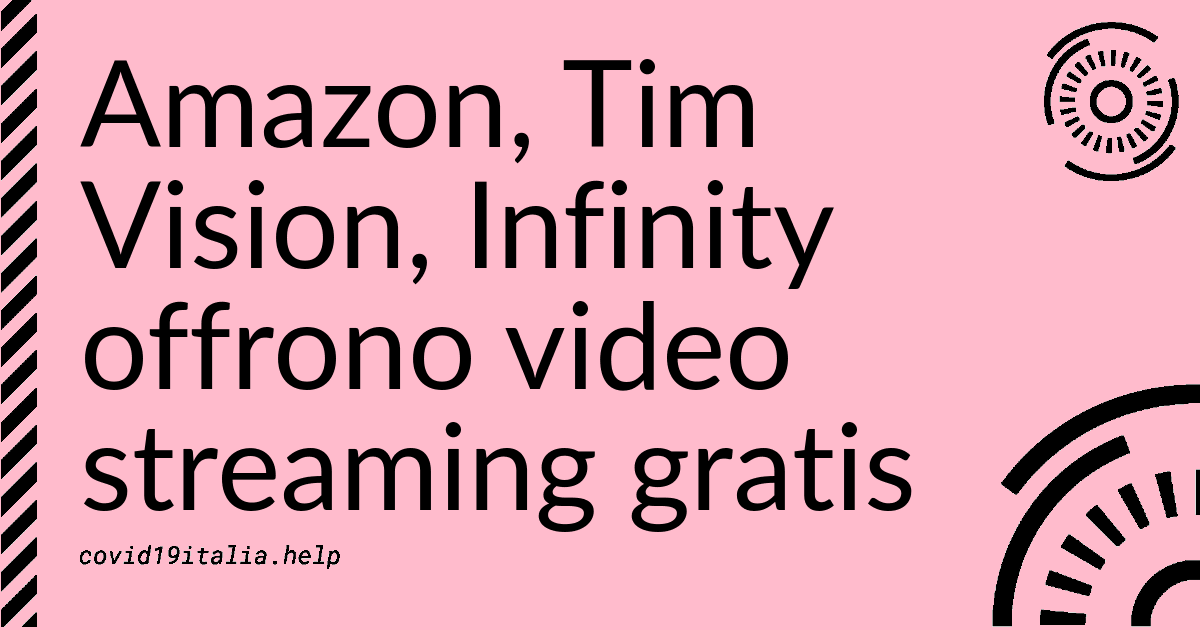 Amazon, Tim
Vision, Infinity
offrono video
streaming gratis
covid19italia.help